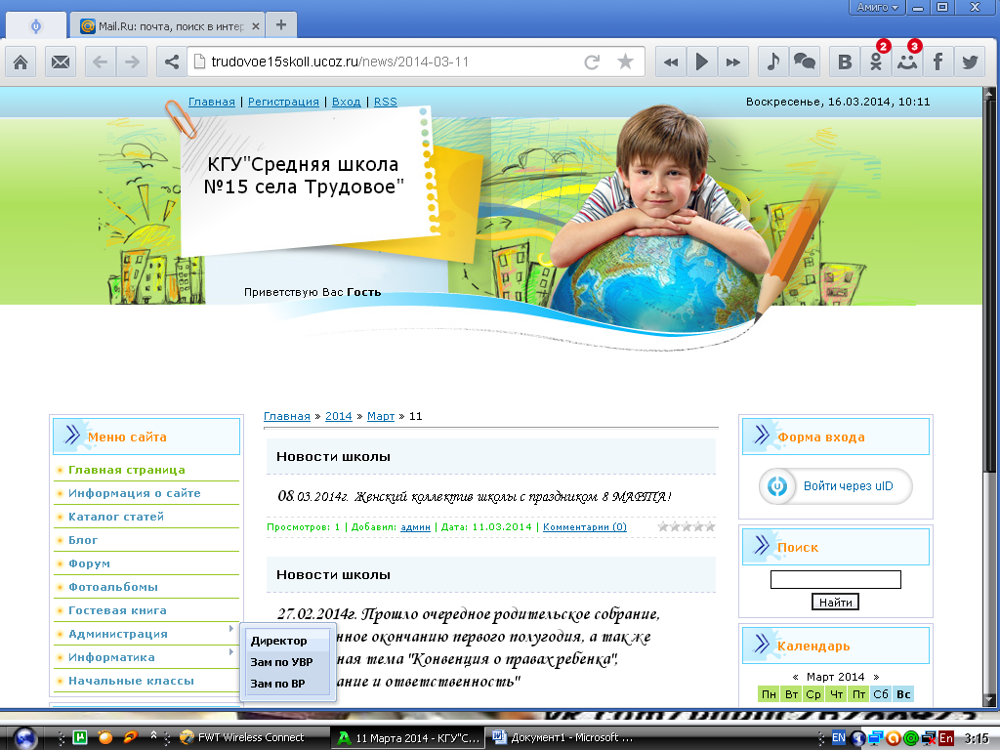 Амиго
Mail.Ru: почта, поиск в интер
trudovoe15skoll.ucoz.ru/news/2014-03-11
2
3
Главная | Регистрация | Вход | RSS
Воскресенье, 16.03.2014, 10:11
КГУ"Средняя школа
№15 села Трудовое"
Приветствую Вас Гость
Меню сайта
Главная страница
Информация о сайте
Каталог статей
Блог
Форум
Фотоальбомы
Гостевая книга
Администрация
Информатика
Начальные классы
Директор
Зам по УВР
Зам по ВР
Главная » 2014 » Март » 11
Новости школы
08.03.2014г. Женский коллектив школы с праздником 8 МАРТА!
Просмотров: 1 | Добавил: админ | Дата: 11.03.2014 | Комментарии (0)
Новости школы
27.02.2014г. Прошло очередное родительское собрание,
нное окончанию первого полугодия, а так же
ная тема "Конвенция о правах ребенка",
ание и ответственность"
Форма входа
Войти через uID
Поиск
Найти
Календарь
« Март 2014 »
Пн Вт Ср Чт Пт Сб Вс
FWT Wireless Connect
11 Марта 2014 - КГУ"С...
Документ1 - Microsoft ...
EN
En
3:15